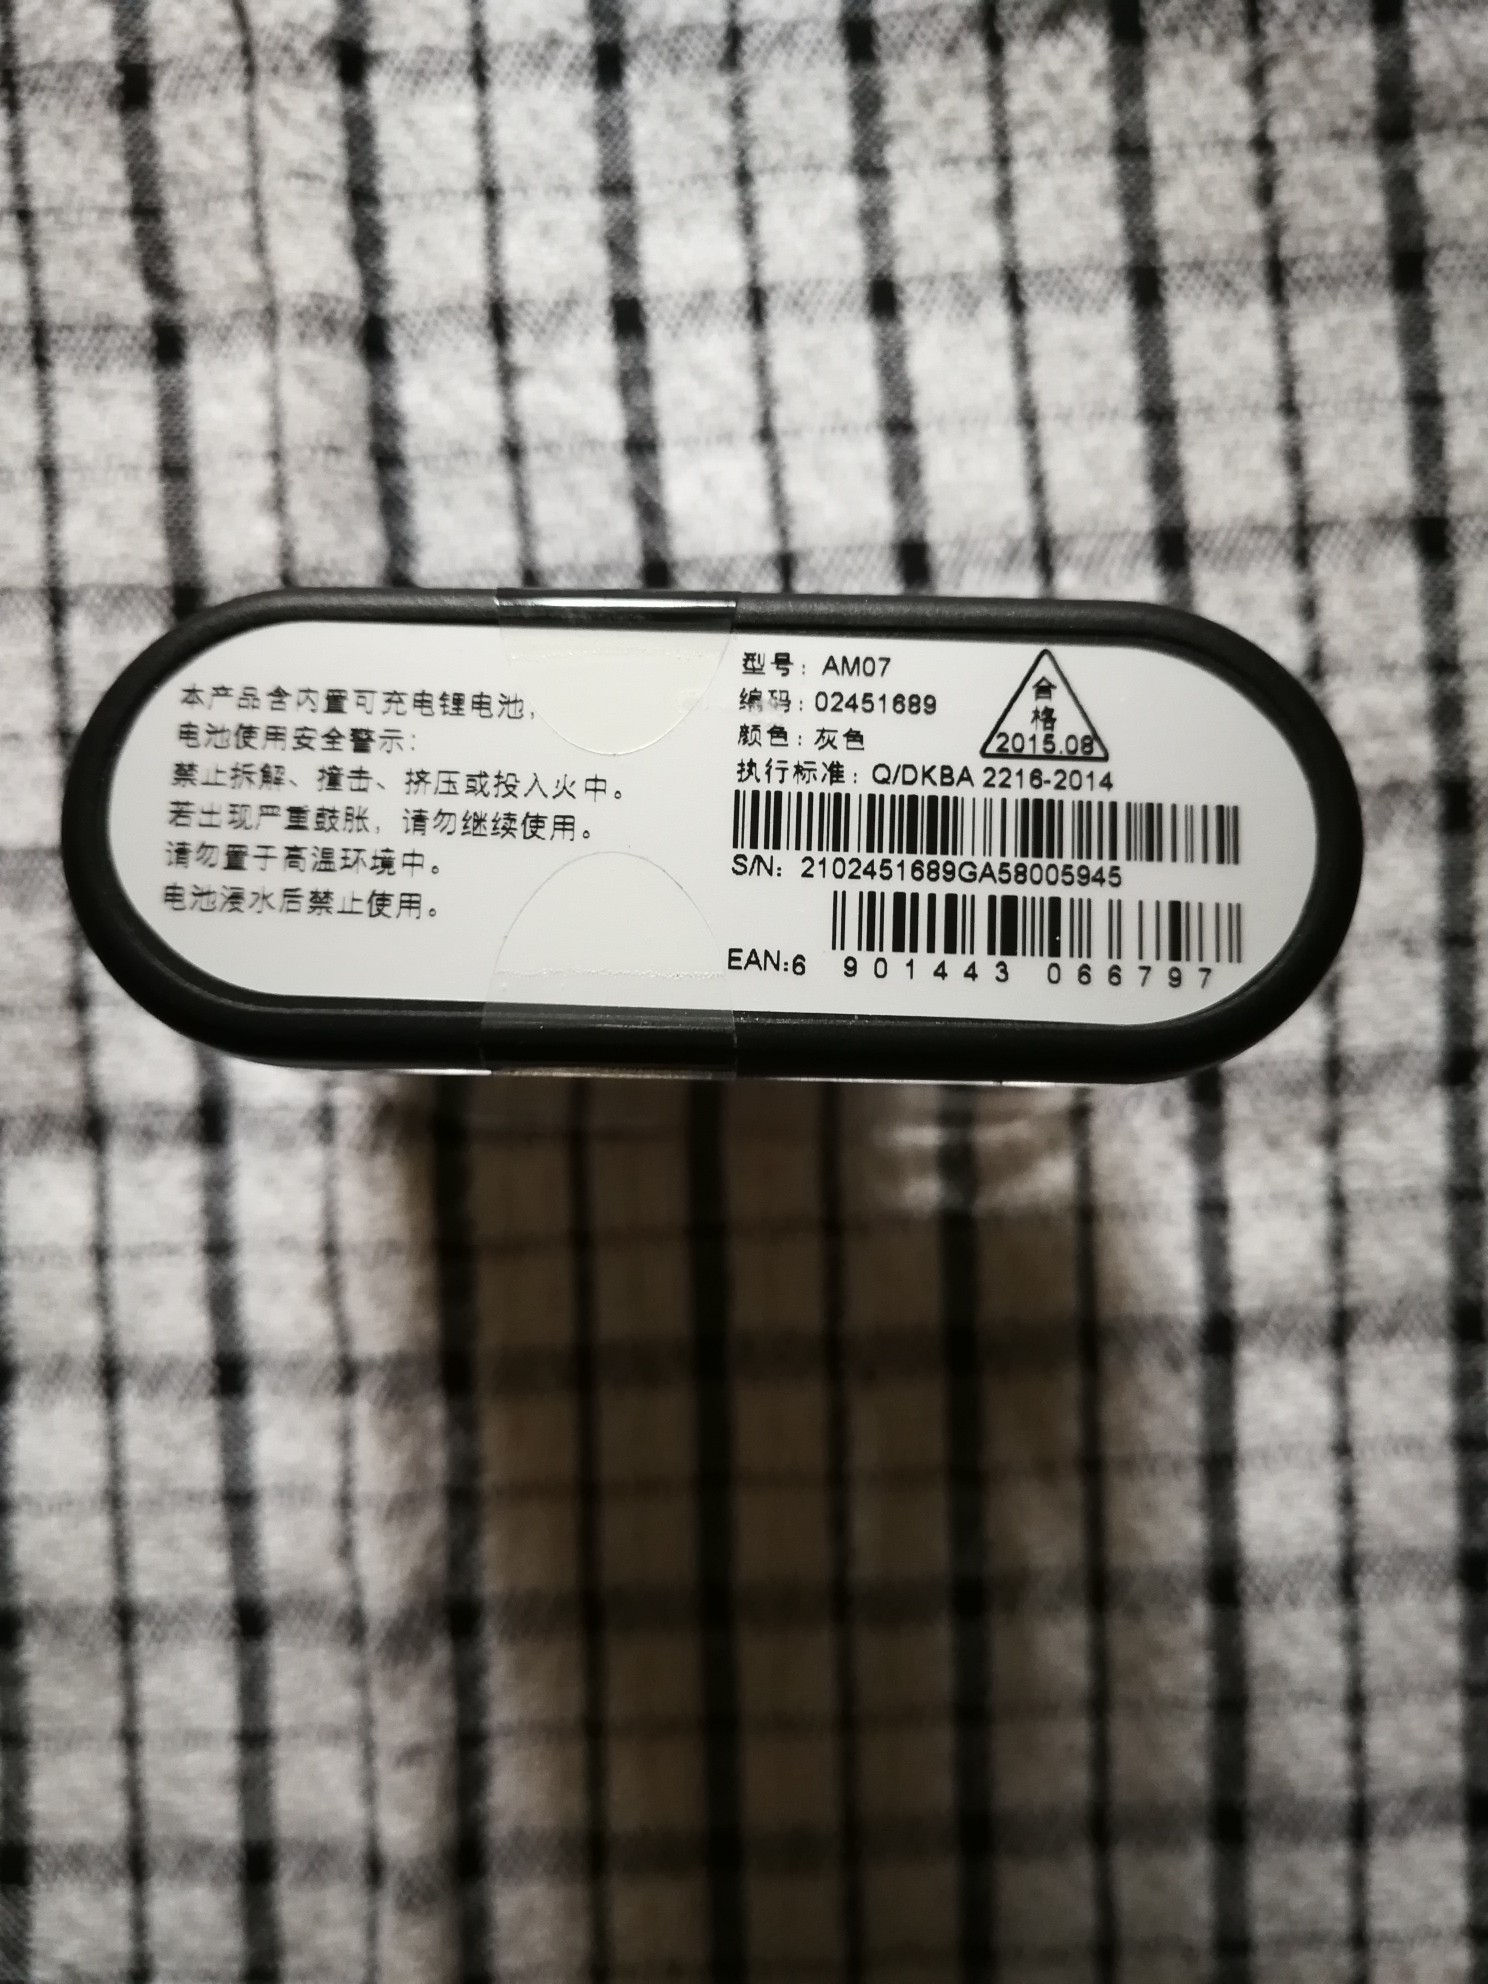 本产品含内置可充电锂电池，
电池使用安全警示：
禁止拆解、撞击、挤压或投入火中。
若出现严重鼓胀，请勿继续使用。
请勿置于高温环境中。
电池浸水后禁止使用。
型号：AM07
编码：02451689
颜色：灰色
执行标准：Q/DKBA 2216-2014
合
格
2015.08
S/N：2102451689GA58005945
EAN:6 901443 066797